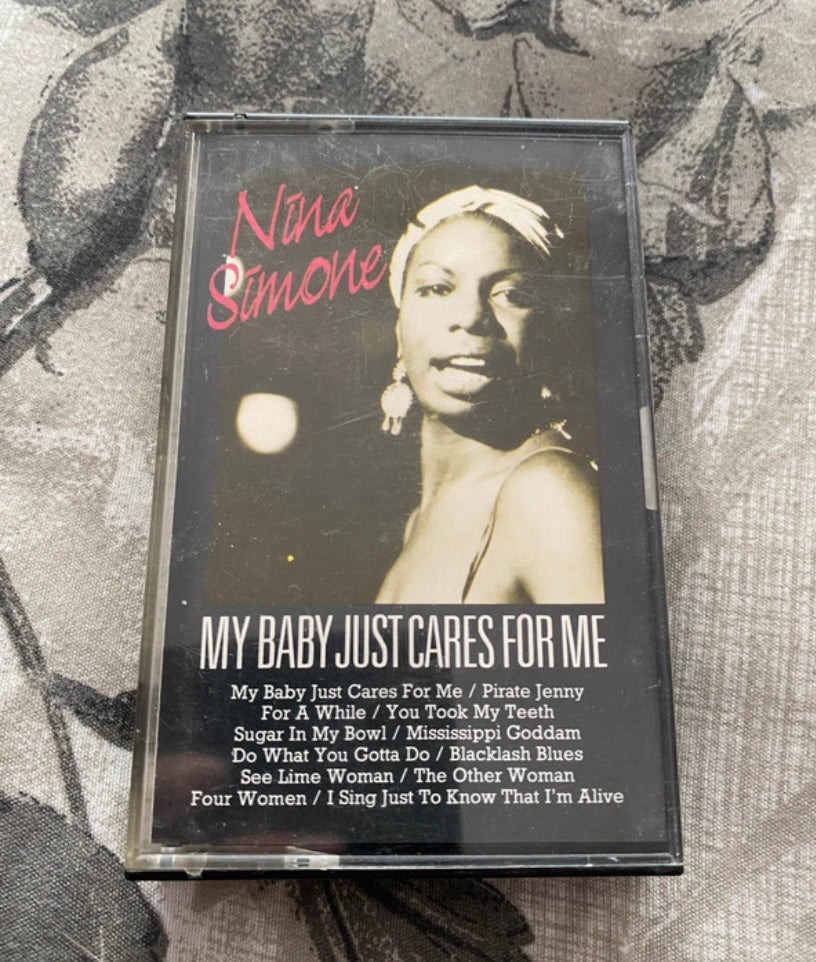 Nina
Simone
MY BABY JUST CARES FOR ME
My Baby Just Cares For Me / Pirate Jenny
For A While / You Took My Teeth
Sugar In My Bowl / Mississippi Goddam
Do What You Gotta Do / Blacklash Blues
See Lime Woman / The Other Woman
Four Women / I Sing Just To Know That I'm Alive